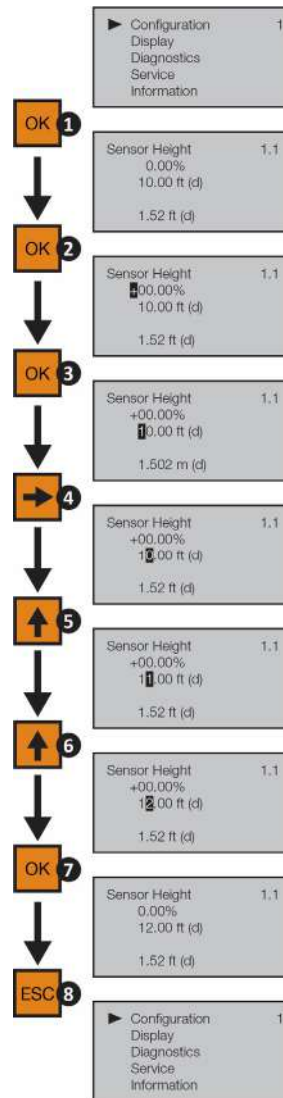 ► Configuration 1
Display
Diagnostics
Service
Information
OK 1
Sensor Height 1.1
0.00%
10.00 ft (d)
1.52 ft (d)
OK 2
Sensor Height 1.1
+00.00%
10.00 ft (d)
1.52 ft (d)
OK 3
Sensor Height 1.1
+00.00%
10.00 ft (d)
1.502 m (d)
4
Sensor Height 1.1
+00.00%
10.00 ft (d)
1.52 ft (d)
5
Sensor Height 1.1
+00.00%
11.00 ft (d)
1.52 ft (d)
6
Sensor Height 1.1
+00.00%
12.00 ft (d)
1.52 ft (d)
OK 7
Sensor Height 1.1
0.00%
12.00 ft (d)
1.52 ft (d)
ESC 8
► Configuration 1
Display
Diagnostics
Service
Information